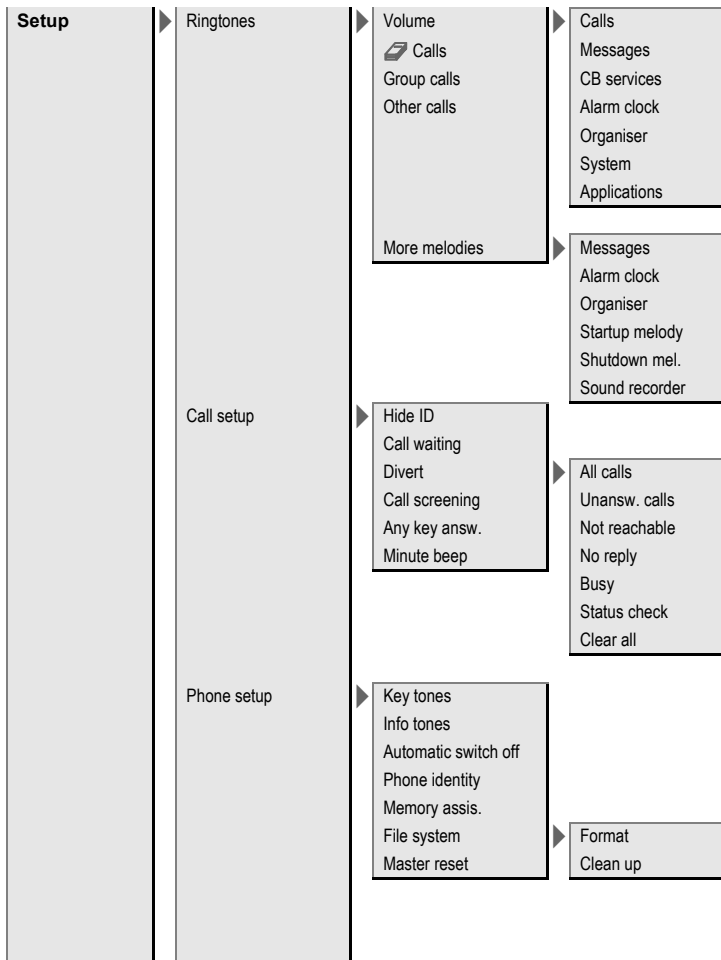 Setup
Ringtones
Volume
Calls
Group calls
Other calls
More melodies
Calls
Messages
CB services
Alarm clock
Organiser
System
Applications
Messages
Alarm clock
Organiser
Startup melody
Shutdown mel.
Sound recorder
Call setup
Hide ID
Call waiting
Divert
Call screening
Any key answ.
Minute beep
All calls
Unansw. calls
Not reachable
No reply
Busy
Status check
Clear all
Phone setup
Key tones
Info tones
Automatic switch off
Phone identity
Memory assis.
File system
Master reset
Format
Clean up